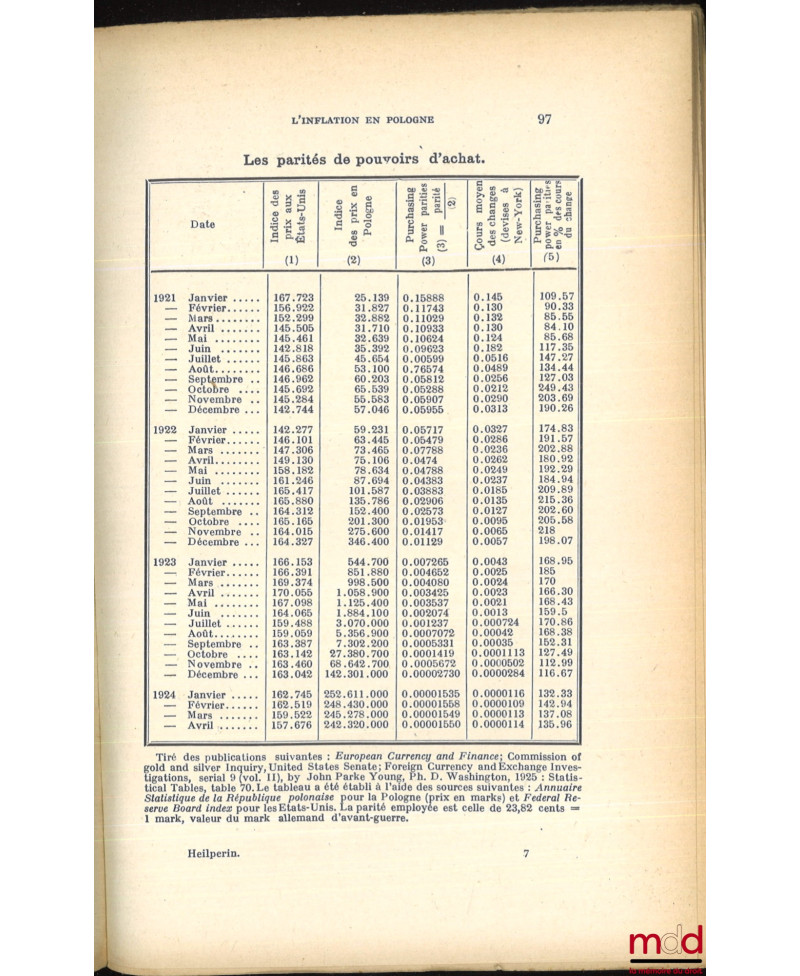 L'INFLATION EN POLOGNE 97
Les parités de pouvoirs d'achat.
Date
Indice des prix aux États-Unis
(1)
Indice des prix en Pologne
(2)
Purchasing Power parities (3) = parité (2)
(3)
Cours moyen des changes (devises à New-York)
(4)
Purchasing power parities en % des cours du change
(5)
1921 Janvier ..... 167.723 25.139 0.15888 0.145 109.57
— Février...... 156.922 31.827 0.11743 0.130 90.33
— Mars ........ 152.299 32.882 0.11029 0.132 85.55
— Avril ....... 145.505 31.710 0.10933 0.130 84.10
— Mai ........ 145.461 32.639 0.10624 0.124 85.68
— Juin ....... 142.818 35.392 0.09623 0.182 117.35
— Juillet ...... 145.863 45.654 0.00599 0.0516 147.27
— Août........ 146.686 53.100 0.76574 0.0489 134.44
— Septembre .. 146.962 60.203 0.05812 0.0256 127.03
— Octobre .... 145.692 65.539 0.05288 0.0212 249.43
— Novembre .. 145.284 55.583 0.05907 0.0290 203.69
— Décembre ... 142.744 57.046 0.05955 0.0313 190.26
1922 Janvier ..... 142.277 59.231 0.05717 0.0327 174.83
— Février...... 146.101 63.445 0.05479 0.0286 191.57
— Mars ....... 147.306 73.465 0.07788 0.0236 202.88
— Avril........ 149.130 75.106 0.0474 0.0262 180.92
— Mai ........ 158.182 78.634 0.04788 0.0249 192.29
— Juin ....... 161.246 87.694 0.04383 0.0237 184.94
— Juillet ...... 165.417 101.587 0.03883 0.0185 209.89
— Août ....... 165.880 135.786 0.02906 0.0135 215.36
— Septembre .. 164.312 152.400 0.02573 0.0127 202.60
— Octobre .... 165.165 201.300 0.01953 0.0095 205.58
— Novembre .. 164.015 275.600 0.01417 0.0065 218
— Décembre ... 164.327 346.400 0.01129 0.0057 198.07
1923 Janvier ..... 166.153 544.700 0.007265 0.0043 168.95
— Février...... 166.391 851.880 0.004652 0.0025 185
— Mars ....... 169.374 998.500 0.004080 0.0024 170
— Avril ....... 170.055 1.058.900 0.003425 0.0023 166.30
— Mai ........ 167.098 1.125.400 0.003537 0.0021 168.43
— Juin ....... 164.065 1.884.100 0.002074 0.0013 159.5
— Juillet ...... 159.488 3.070.000 0.001237 0.000724 170.86
— Août........ 159.059 5.356.900 0.0007072 0.00042 168.38
— Septembre .. 163.387 7.302.200 0.0005331 0.00035 152.31
— Octobre .... 163.142 27.380.700 0.0001419 0.0001113 127.49
— Novembre .. 163.460 68.642.700 0.0005672 0.0000502 112.99
— Décembre ... 163.042 142.301.000 0.00002730 0.0000284 116.67
1924 Janvier ..... 162.745 252.611.000 0.00001535 0.0000116 132.33
— Février...... 162.519 248.430.000 0.00001558 0.0000109 142.94
— Mars ....... 159.522 245.278.000 0.00001549 0.0000113 137.08
— Avril ....... 157.676 242.320.000 0.00001550 0.0000114 135.96
Tiré des publications suivantes : European Currency and Finance; Commission of
gold and silver Inquiry, United States Senate; Foreign Currency and Exchange Inves-
tigations, serial 9 (vol. II), by John Parke Young, Ph. D. Washington, 1925 : Statis-
tical Tables, table 70. Le tableau a été établi à l'aide des sources suivantes : Annuaire
Statistique de la République polonaise pour la Pologne (prix en marks) et Federal Re-
serve Board index pour les Etats-Unis. La parité employée est celle de 23,82 cents =
1 mark, valeur du mark allemand d'avant-guerre.
Heilperin. 7
mdd
la mémoire du droit